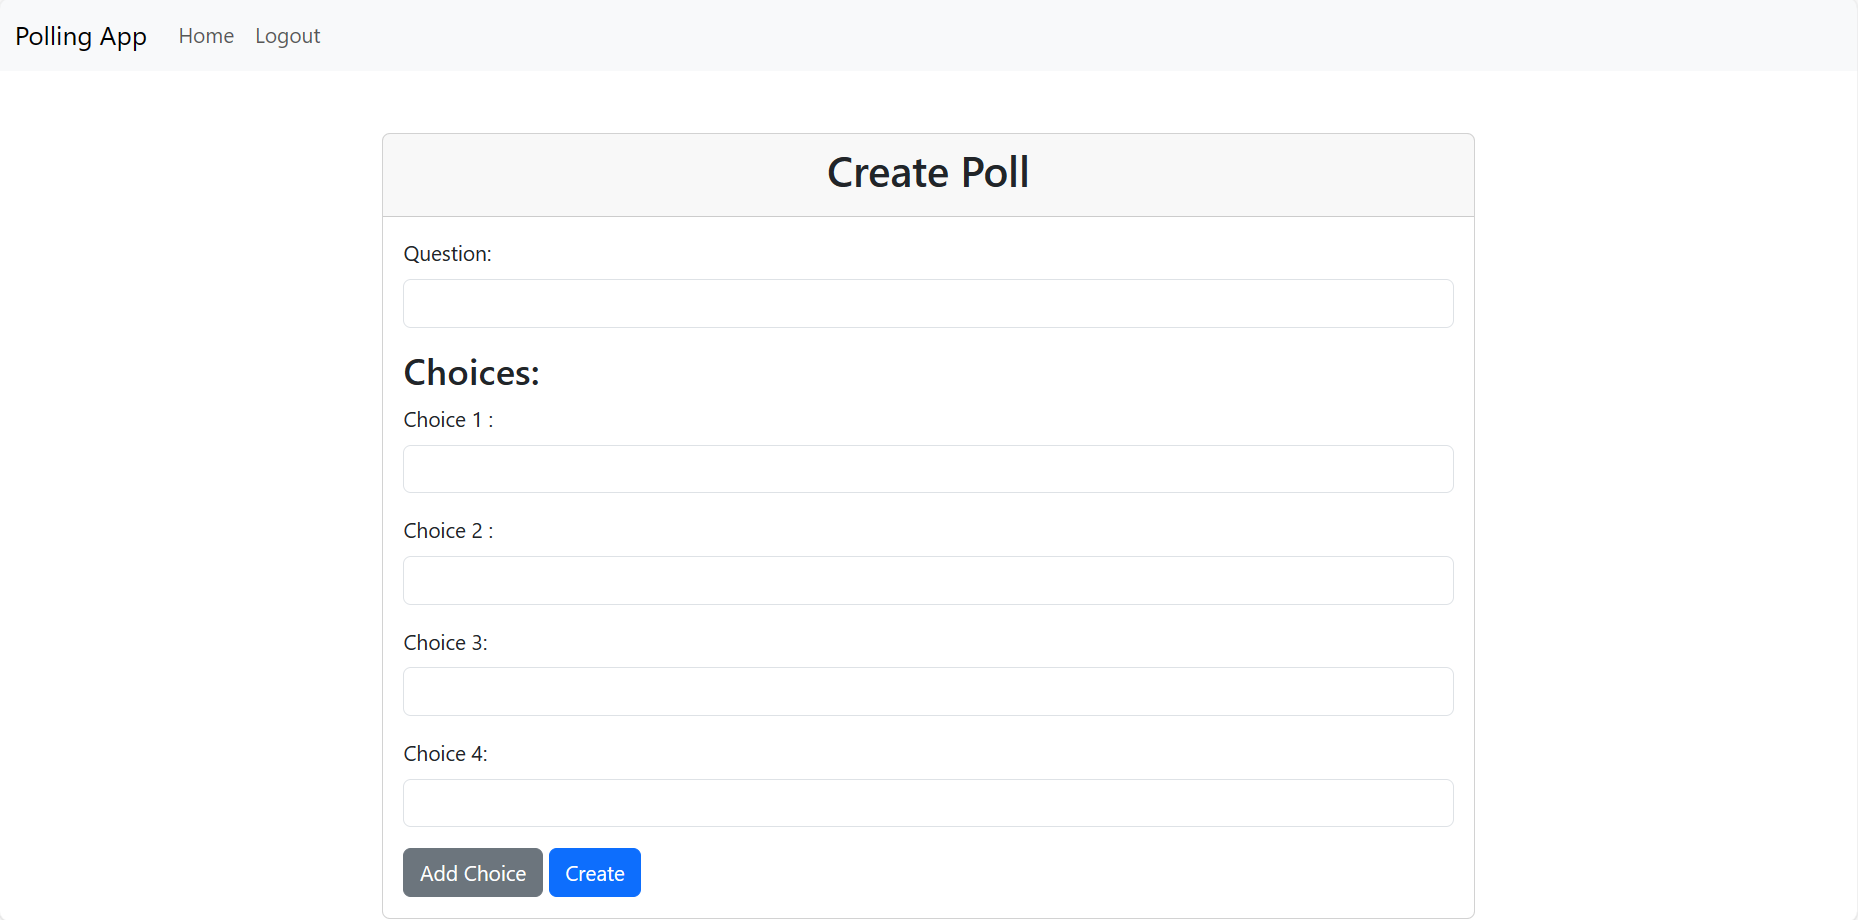 Polling App Home Logout
Create Poll
Question:
Choices:
Choice 1 :
Choice 2 :
Choice 3:
Choice 4:
Add Choice Create